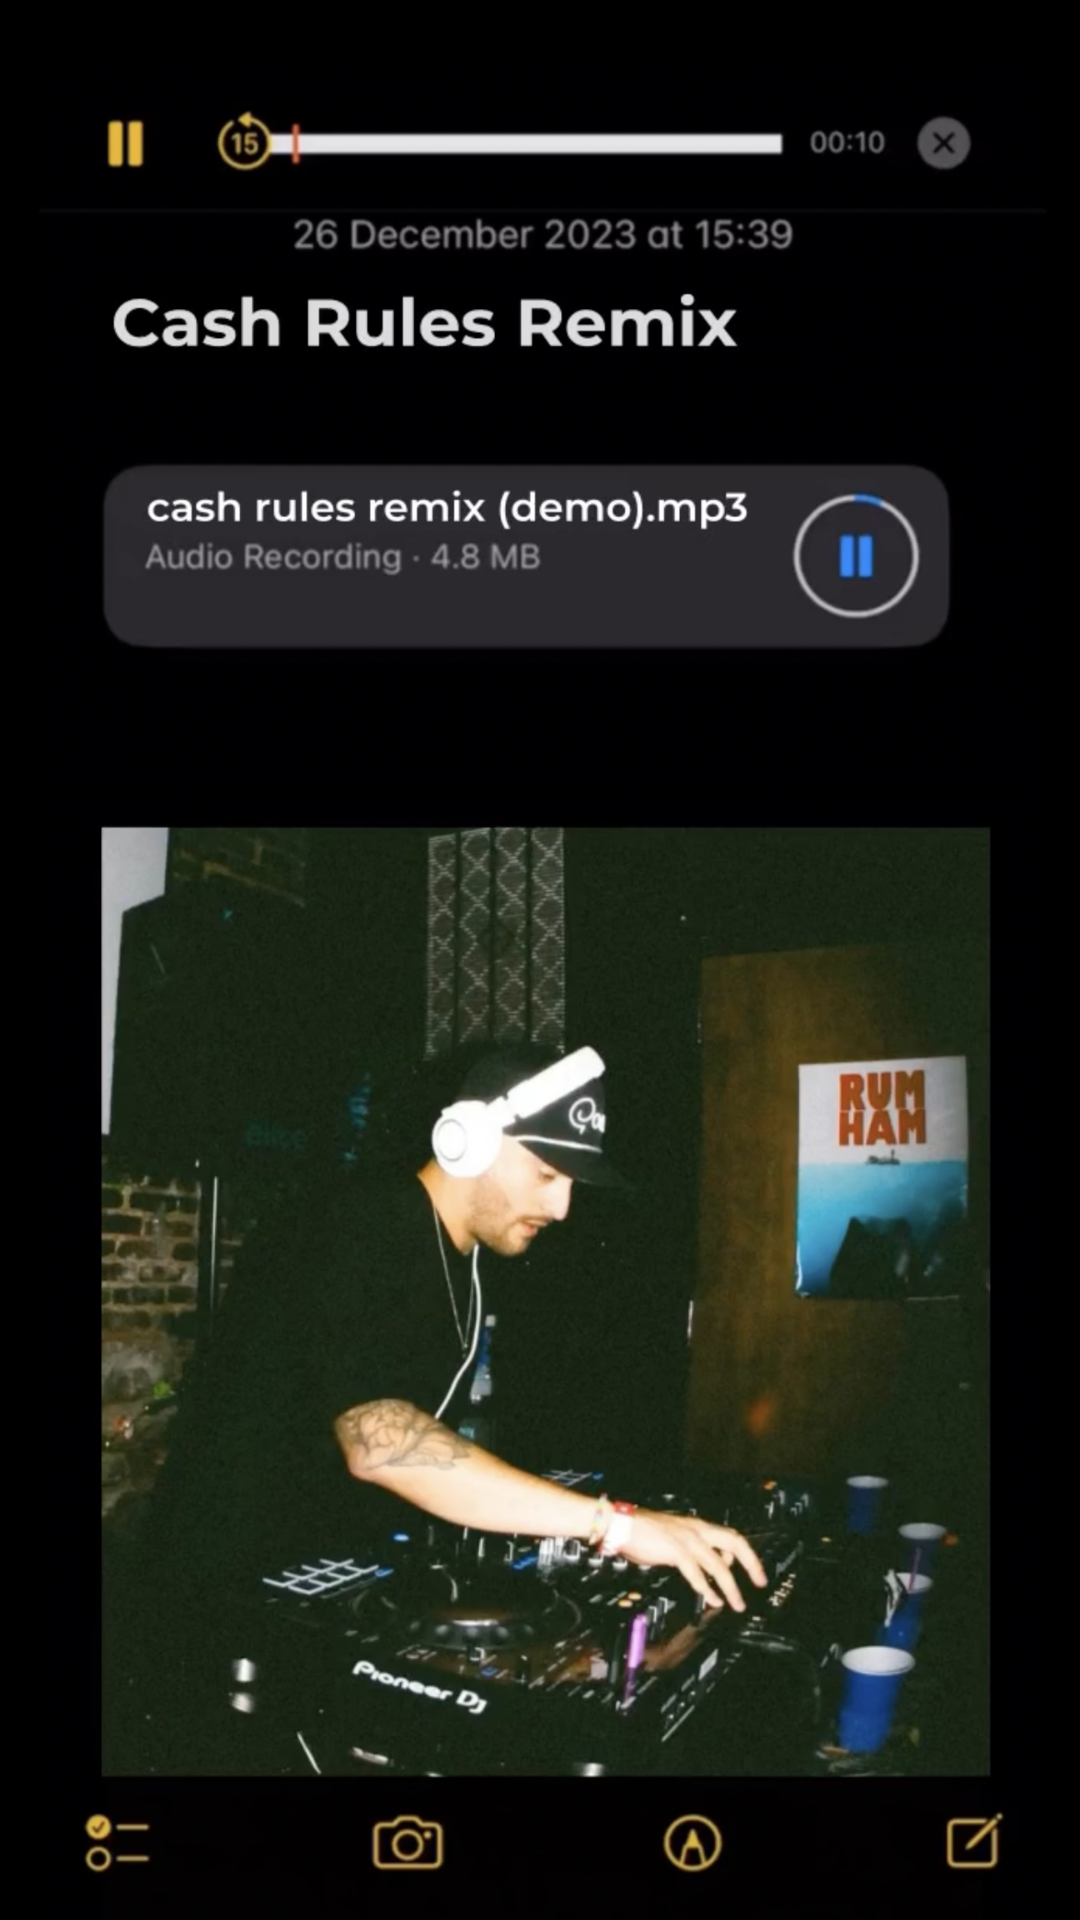 15
00:10
26 December 2023 at 15:39
Cash Rules Remix
cash rules remix (demo).mp3
Audio Recording · 4.8 MB
RUM
HAM
Pioneer Dj